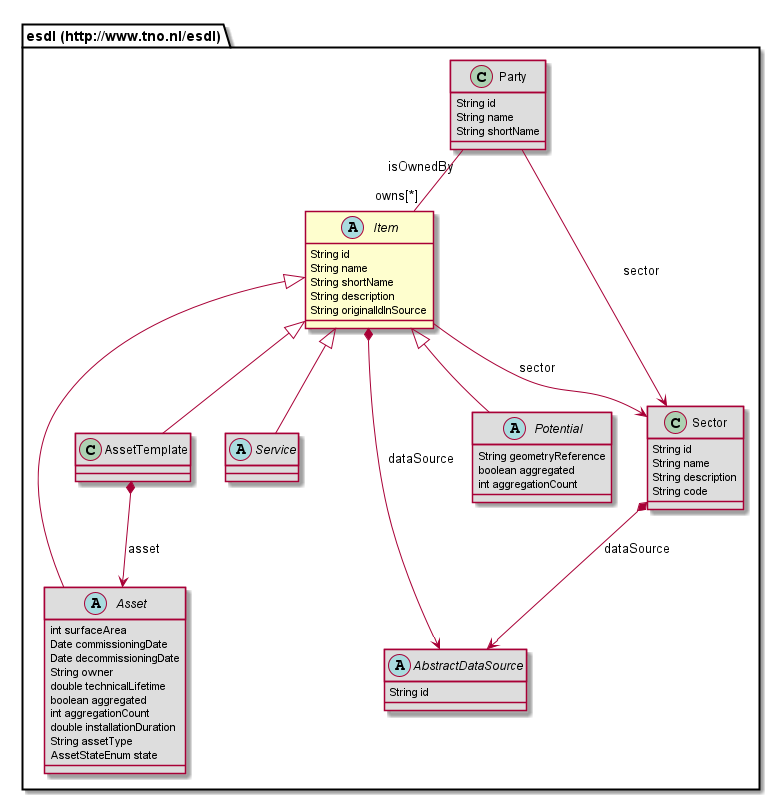 esdl (http://www.tno.nl/esdl)
C Party
String id
String name
String shortName
isOwnedBy
owns[*]
A Item
String id
String name
String shortName
String description
String originalIdInSource
sector
sector
C AssetTemplate
A Service
dataSource
A Potential
String geometryReference
boolean aggregated
int aggregationCount
C Sector
String id
String name
String description
String code
asset
dataSource
A Asset
int surfaceArea
Date commissioningDate
Date decommissioningDate
String owner
double technicalLifetime
boolean aggregated
int aggregationCount
double installationDuration
String assetType
AssetStateEnum state
A AbstractDataSource
String id